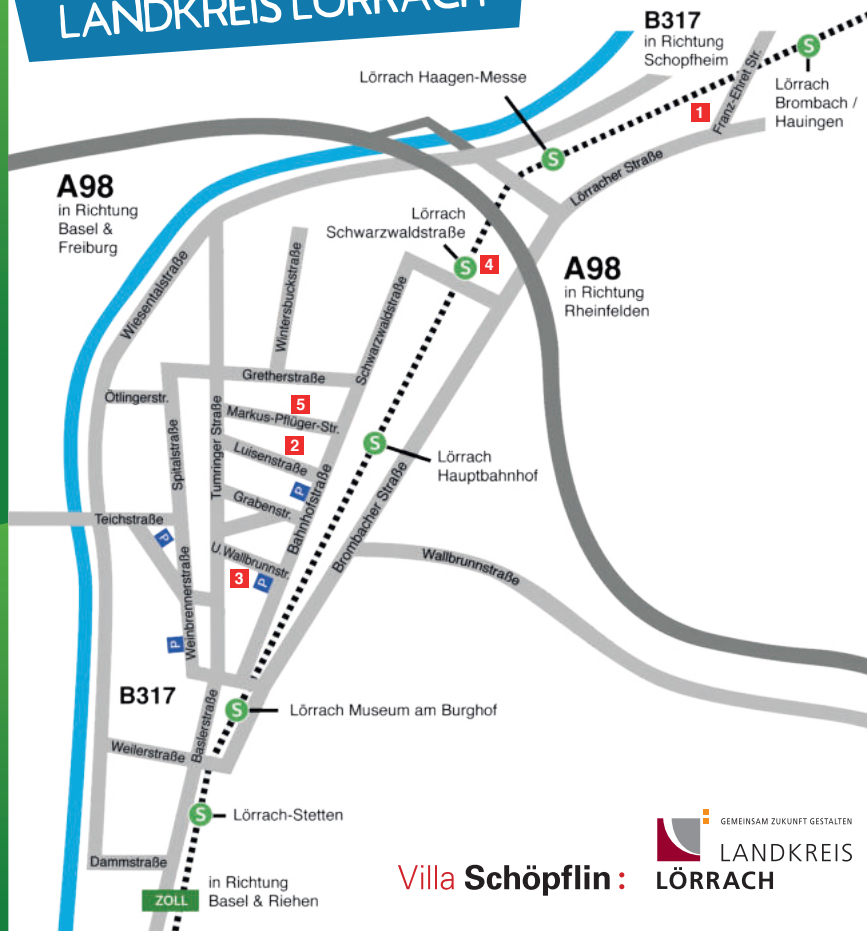 LANDKREIS LÖRRACH
B317
in Richtung
Schopfheim
S
Lörrach Haagen-Messe
Lörrach
Brombach /
Hauingen
1
Franz-Ehret Str.
S
Lörracher Straße
A98
in Richtung
Basel &
Freiburg
Lörrach
Schwarzwaldstraße
S
4
A98
in Richtung
Rheinfelden
Wiesentalstraße
Wintersbuckstraße
Schwarzwaldstraße
Gretherstraße
Ötlingerstr.
5
Markus-Pflüger-Str.
Tumringer Straße
Spitalstraße
2
Luisenstraße
S
Lörrach
Hauptbahnhof
P
Grabenstr.
Bahnhofstraße
Brombacher Straße
Teichstraße
P
U.Wallbrunnstr.
Wallbrunnstraße
3
P
Weinbrennerstraße
P
B317
Baslerstraße
S
Lörrach Museum am Burghof
Weilerstraße
S
Lörrach-Stetten
Dammstraße
ZOLL
in Richtung
Basel & Riehen
Villa Schöpflin:
GEMEINSAM ZUKUNFT GESTALTEN
LANDKREIS
LÖRRACH